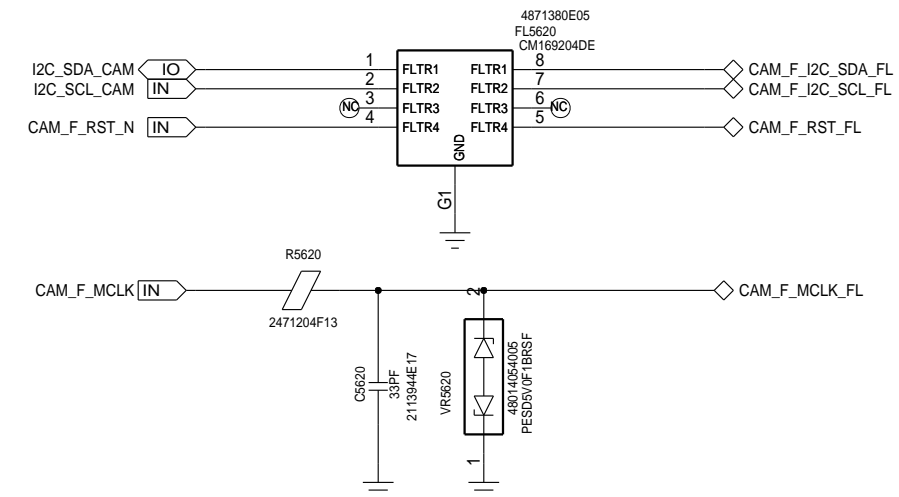 4871380E05
FL5620
CM169204DE
I2C_SDA_CAM IO 1 FLTR1 FLTR1 8 CAM_F_I2C_SDA_FL
I2C_SCL_CAM IN 2 FLTR2 FLTR2 7 CAM_F_I2C_SCL_FL
NC 3 FLTR3 FLTR3 6 NC
CAM_F_RST_N IN 4 FLTR4 FLTR4 5 CAM_F_RST_FL
GND
G1
R5620
CAM_F_MCLK IN 2 CAM_F_MCLK_FL
2471204F13
C5620
33PF
2113944E17
VR5620
48014054005
PESD5V0F1BRSF
1